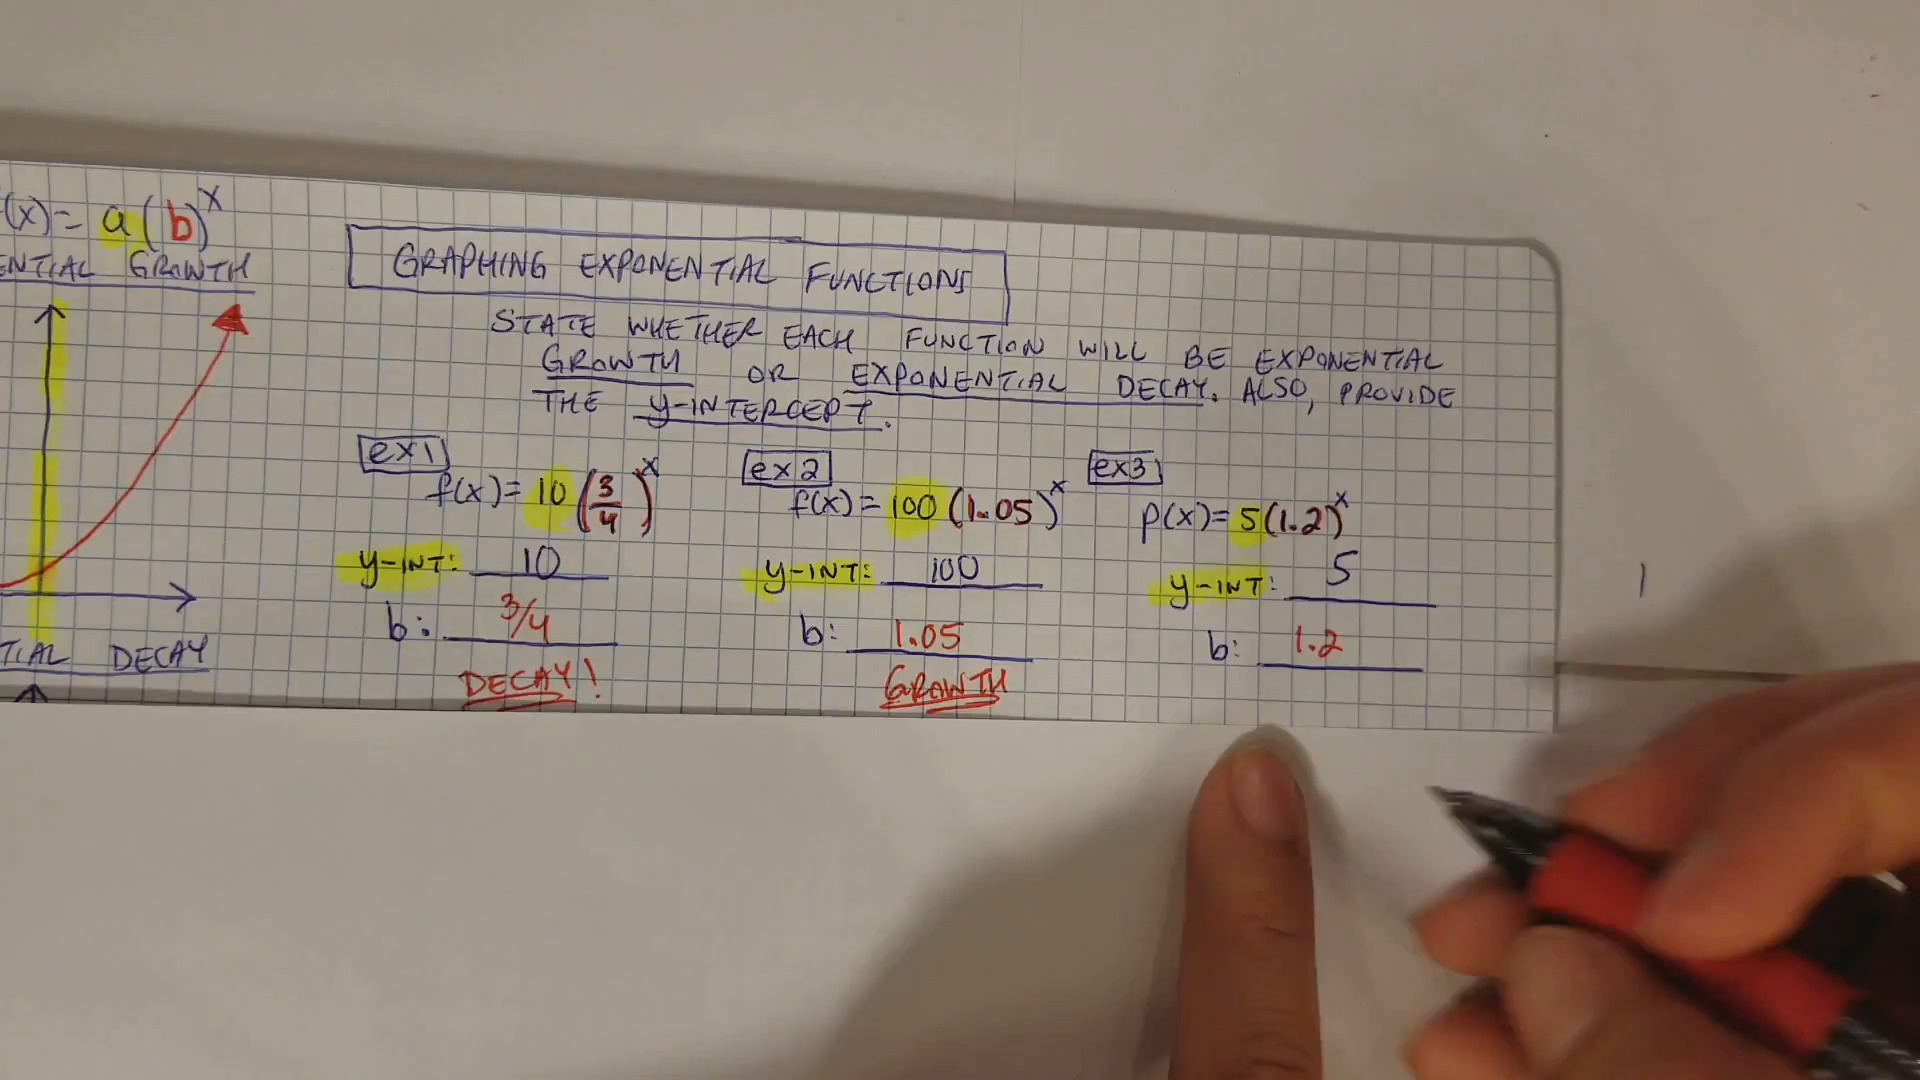 (x)= a(b)^x
ENTIAL GROWTH
TIAL DECAY
GRAPHING EXPONENTIAL FUNCTIONS
STATE WHETHER EACH FUNCTION WILL BE EXPONENTIAL
GROWTH OR EXPONENTIAL DECAY. ALSO, PROVIDE
THE y-INTERCEPT.
ex1
f(x)= 10(3/4)^x
y-INT: 10
b: 3/4
DECAY!
ex2
f(x)= 100(1.05)^x
y-INT: 100
b: 1.05
GROWTH
ex3
p(x)= 5(1.2)^x
y-INT: 5
b: 1.2